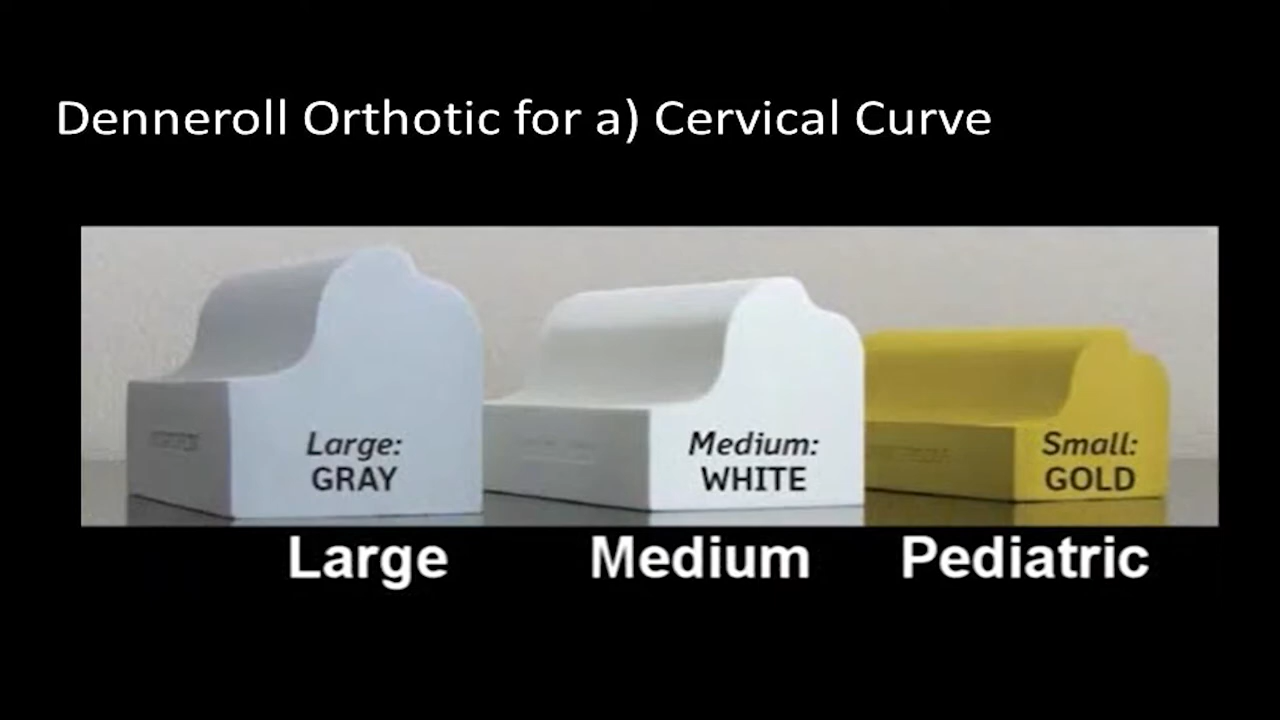 Denneroll Orthotic for a) Cervical Curve
Large:
GRAY
Medium:
WHITE
Small:
GOLD
Large
Medium
Pediatric